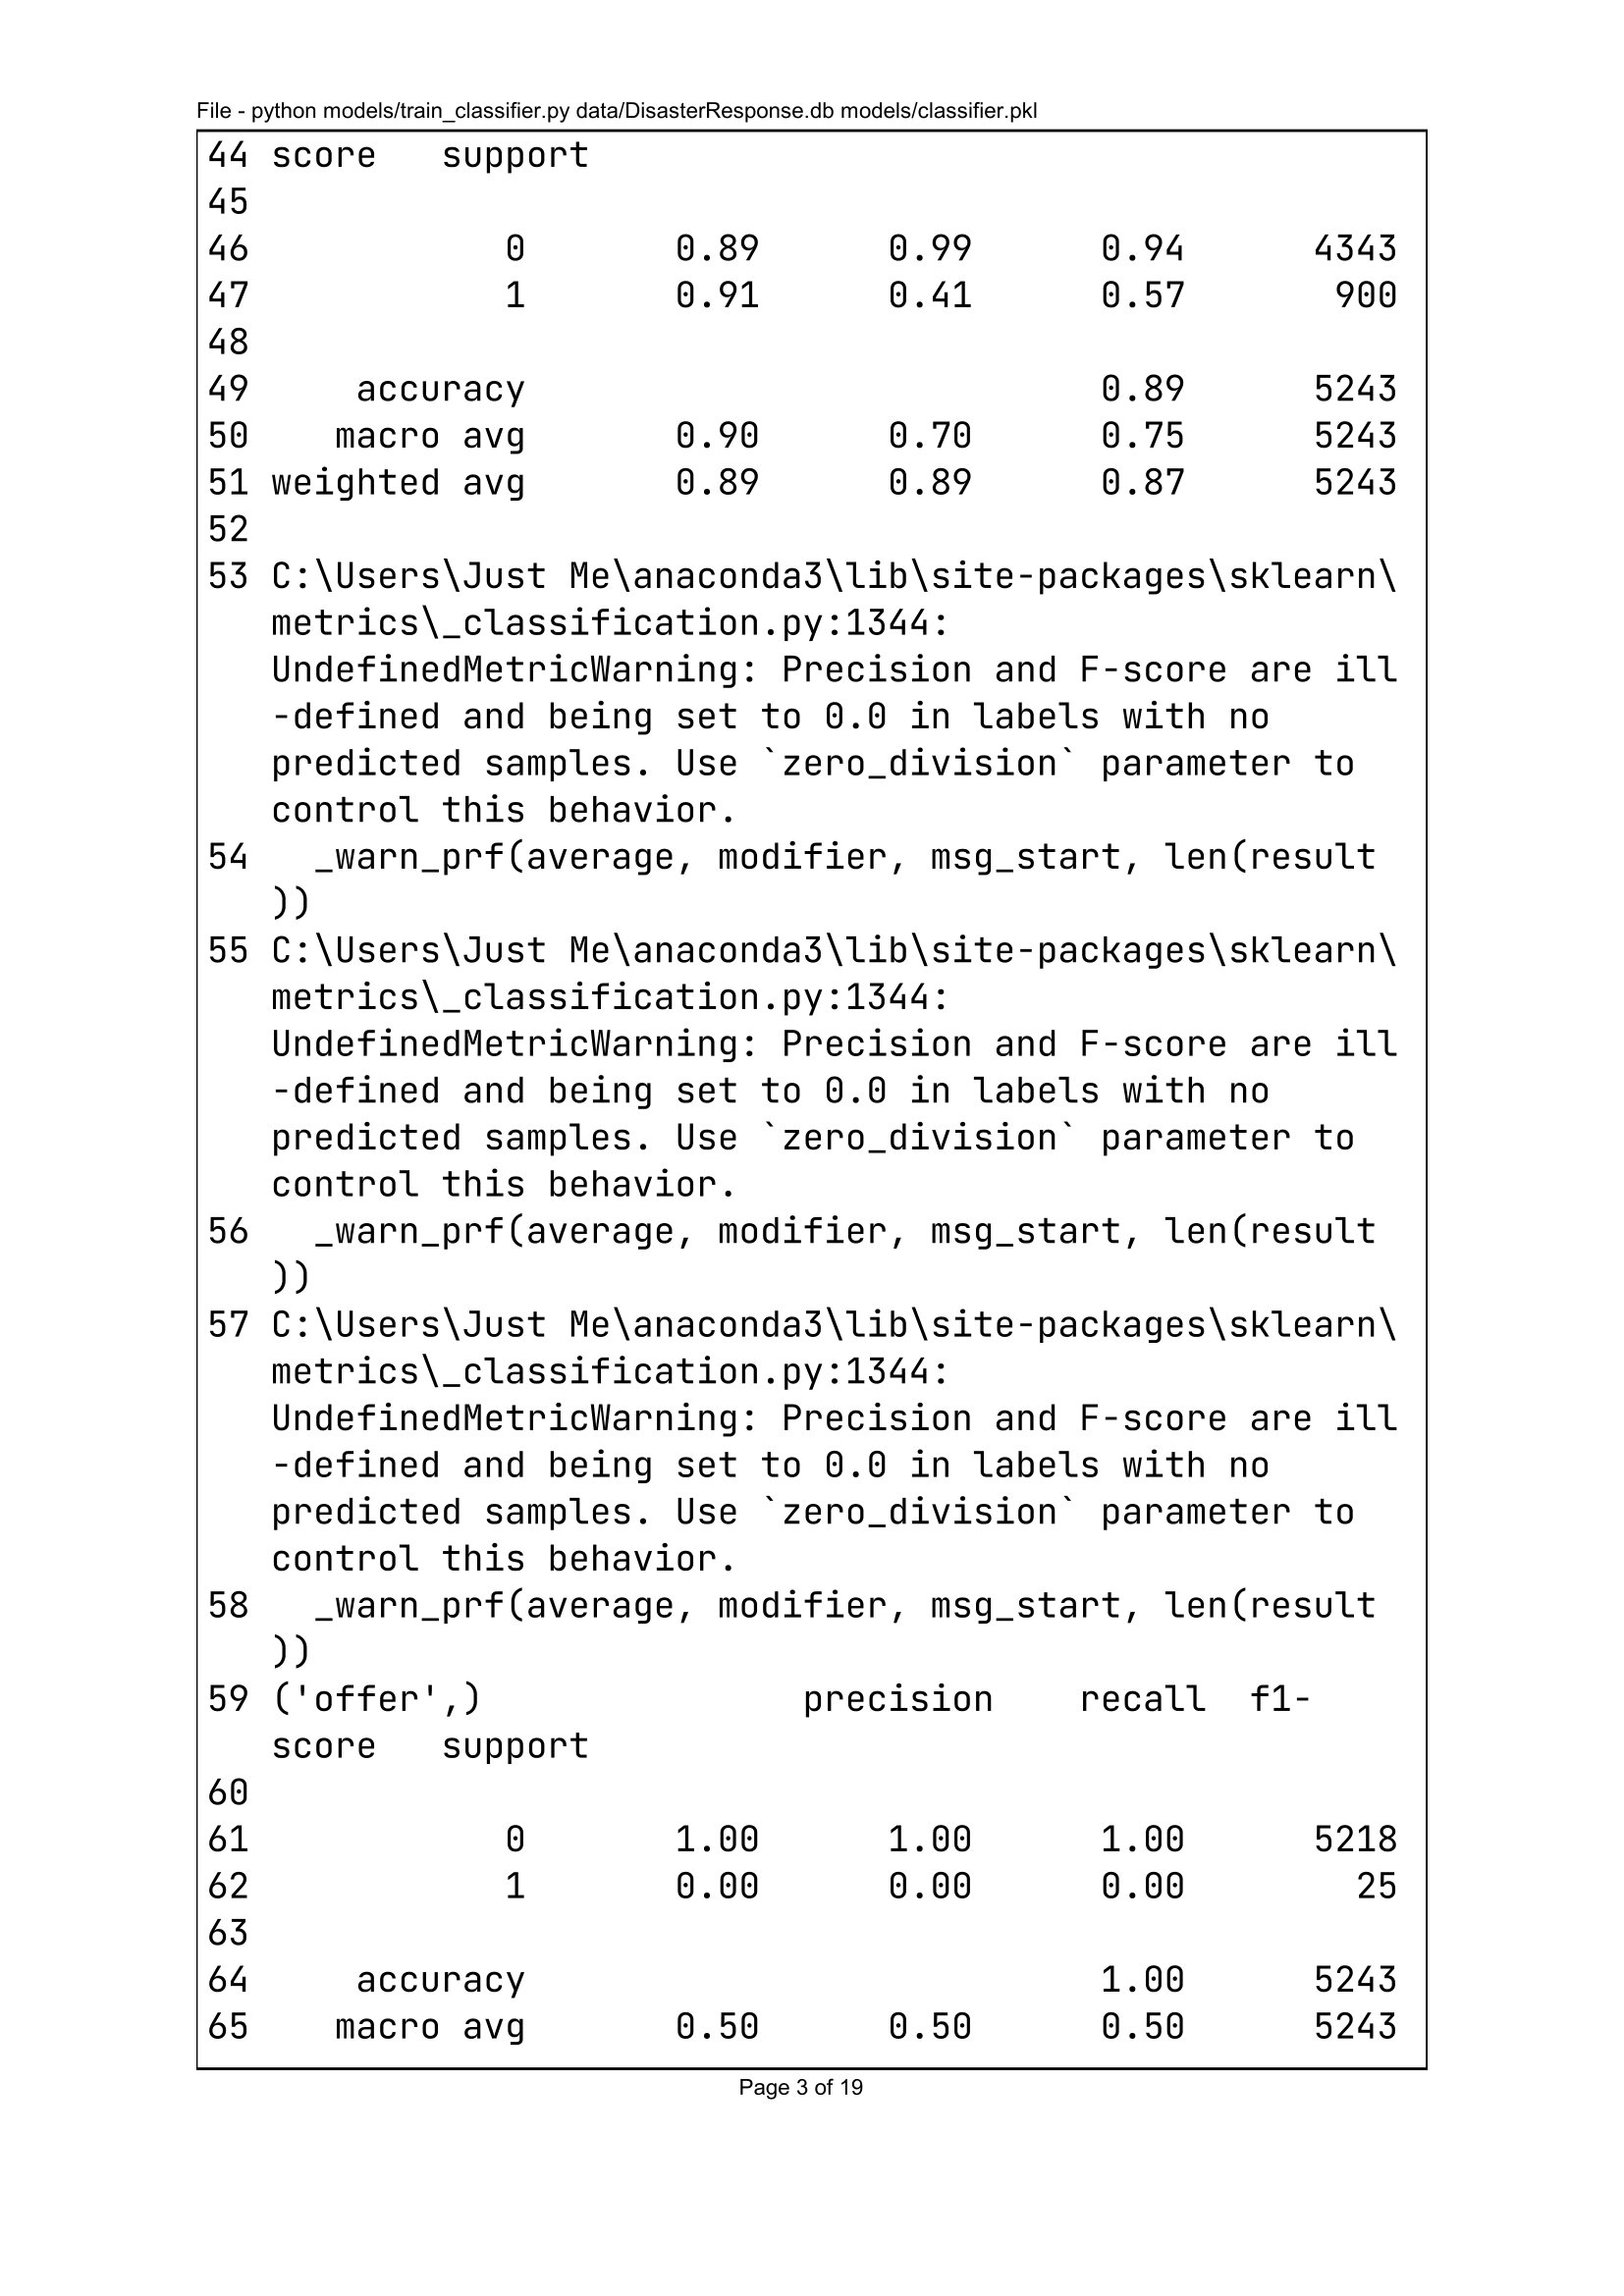 File - python models/train_classifier.py data/DisasterResponse.db models/classifier.pkl
44 score   support
45
46            0       0.89      0.99      0.94      4343
47            1       0.91      0.41      0.57       900
48
49     accuracy                           0.89      5243
50    macro avg       0.90      0.70      0.75      5243
51 weighted avg       0.89      0.89      0.87      5243
52
53 C:\Users\Just Me\anaconda3\lib\site-packages\sklearn\
metrics\_classification.py:1344:
UndefinedMetricWarning: Precision and F-score are ill
-defined and being set to 0.0 in labels with no
predicted samples. Use `zero_division` parameter to
control this behavior.
54   _warn_prf(average, modifier, msg_start, len(result
))
55 C:\Users\Just Me\anaconda3\lib\site-packages\sklearn\
metrics\_classification.py:1344:
UndefinedMetricWarning: Precision and F-score are ill
-defined and being set to 0.0 in labels with no
predicted samples. Use `zero_division` parameter to
control this behavior.
56   _warn_prf(average, modifier, msg_start, len(result
))
57 C:\Users\Just Me\anaconda3\lib\site-packages\sklearn\
metrics\_classification.py:1344:
UndefinedMetricWarning: Precision and F-score are ill
-defined and being set to 0.0 in labels with no
predicted samples. Use `zero_division` parameter to
control this behavior.
58   _warn_prf(average, modifier, msg_start, len(result
))
59 ('offer',)               precision    recall  f1-
score   support
60
61            0       1.00      1.00      1.00      5218
62            1       0.00      0.00      0.00        25
63
64     accuracy                           1.00      5243
65    macro avg       0.50      0.50      0.50      5243
Page 3 of 19